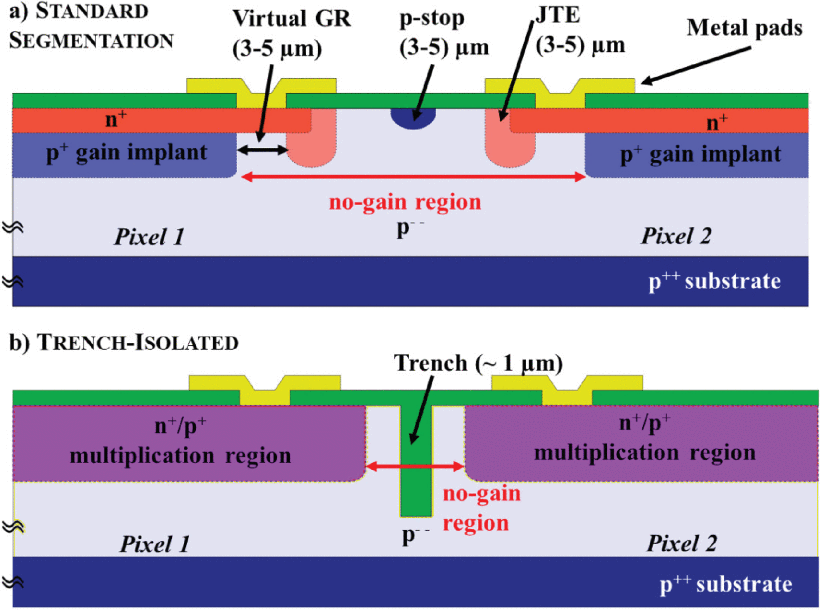 a) STANDARD
SEGMENTATION
Virtual GR
(3-5 µm)
p-stop
(3-5) µm
JTE
(3-5) µm
Metal pads
n⁺
n⁺
p⁺ gain implant
p⁺ gain implant
no-gain region
Pixel 1
p⁻⁻
Pixel 2
p⁺⁺ substrate
b) TRENCH-ISOLATED
Trench (~ 1 µm)
n⁺/p⁺
multiplication region
n⁺/p⁺
multiplication region
no-gain
region
Pixel 1
p⁻⁻
Pixel 2
p⁺⁺ substrate